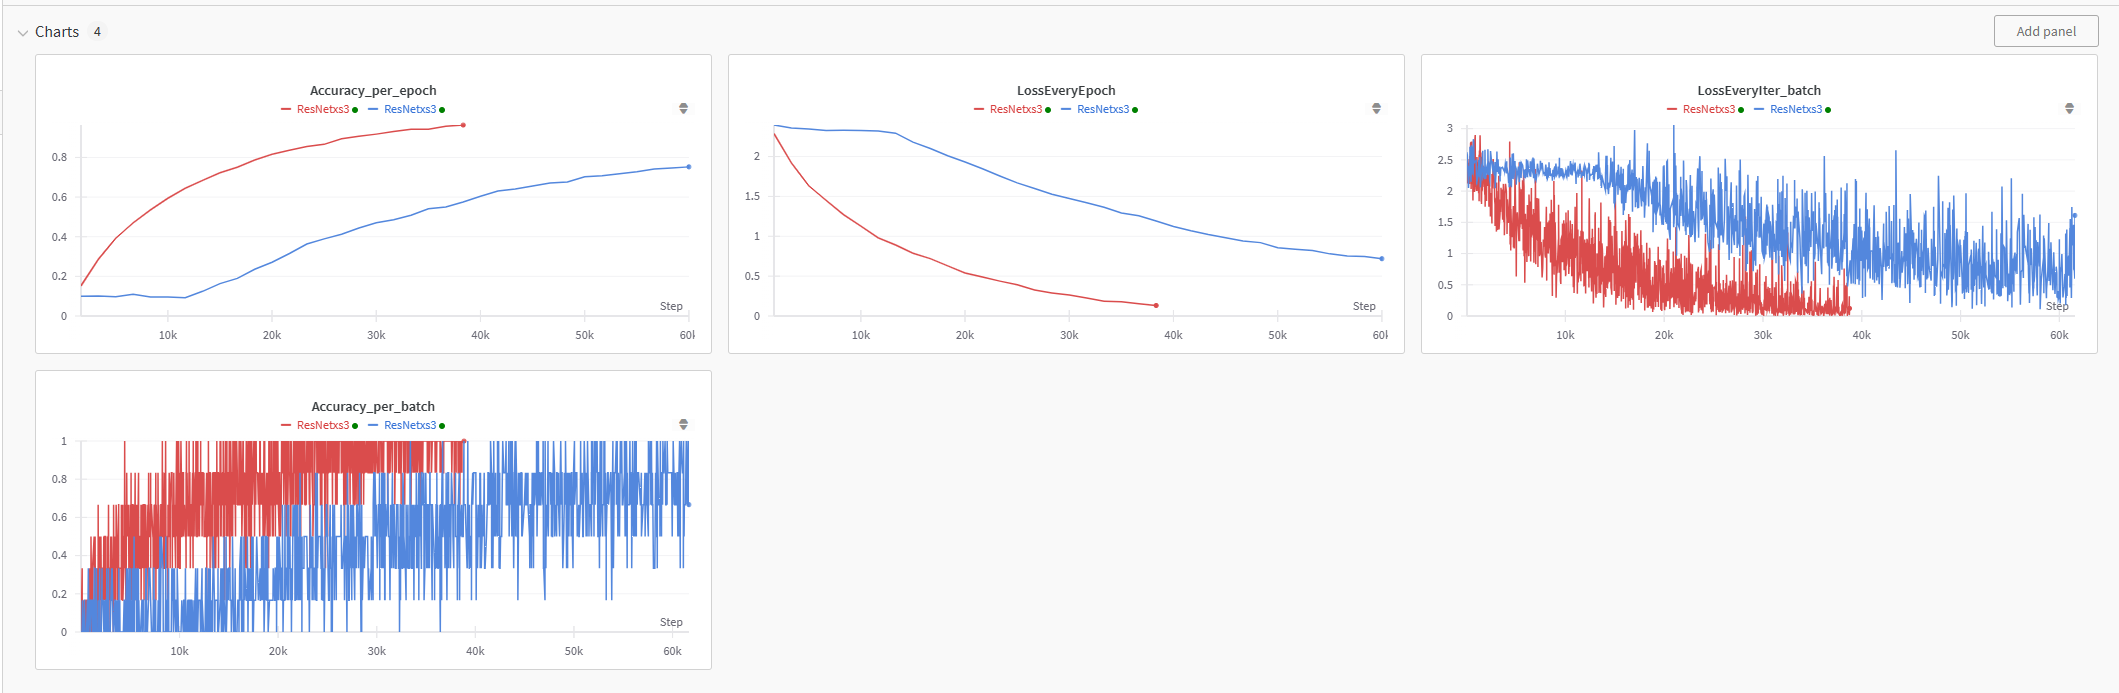 Charts 4
Add panel
Accuracy_per_epoch
ResNetxs3 ResNetxs3
0.8
0.6
0.4
0.2
0
Step
10k 20k 30k 40k 50k 60k
LossEveryEpoch
ResNetxs3 ResNetxs3
2
1.5
1
0.5
0
Step
10k 20k 30k 40k 50k 60k
LossEveryIter_batch
ResNetxs3 ResNetxs3
3
2.5
2
1.5
1
0.5
0
Step
10k 20k 30k 40k 50k 60k
Accuracy_per_batch
ResNetxs3 ResNetxs3
1
0.8
0.6
0.4
0.2
0
Step
10k 20k 30k 40k 50k 60k